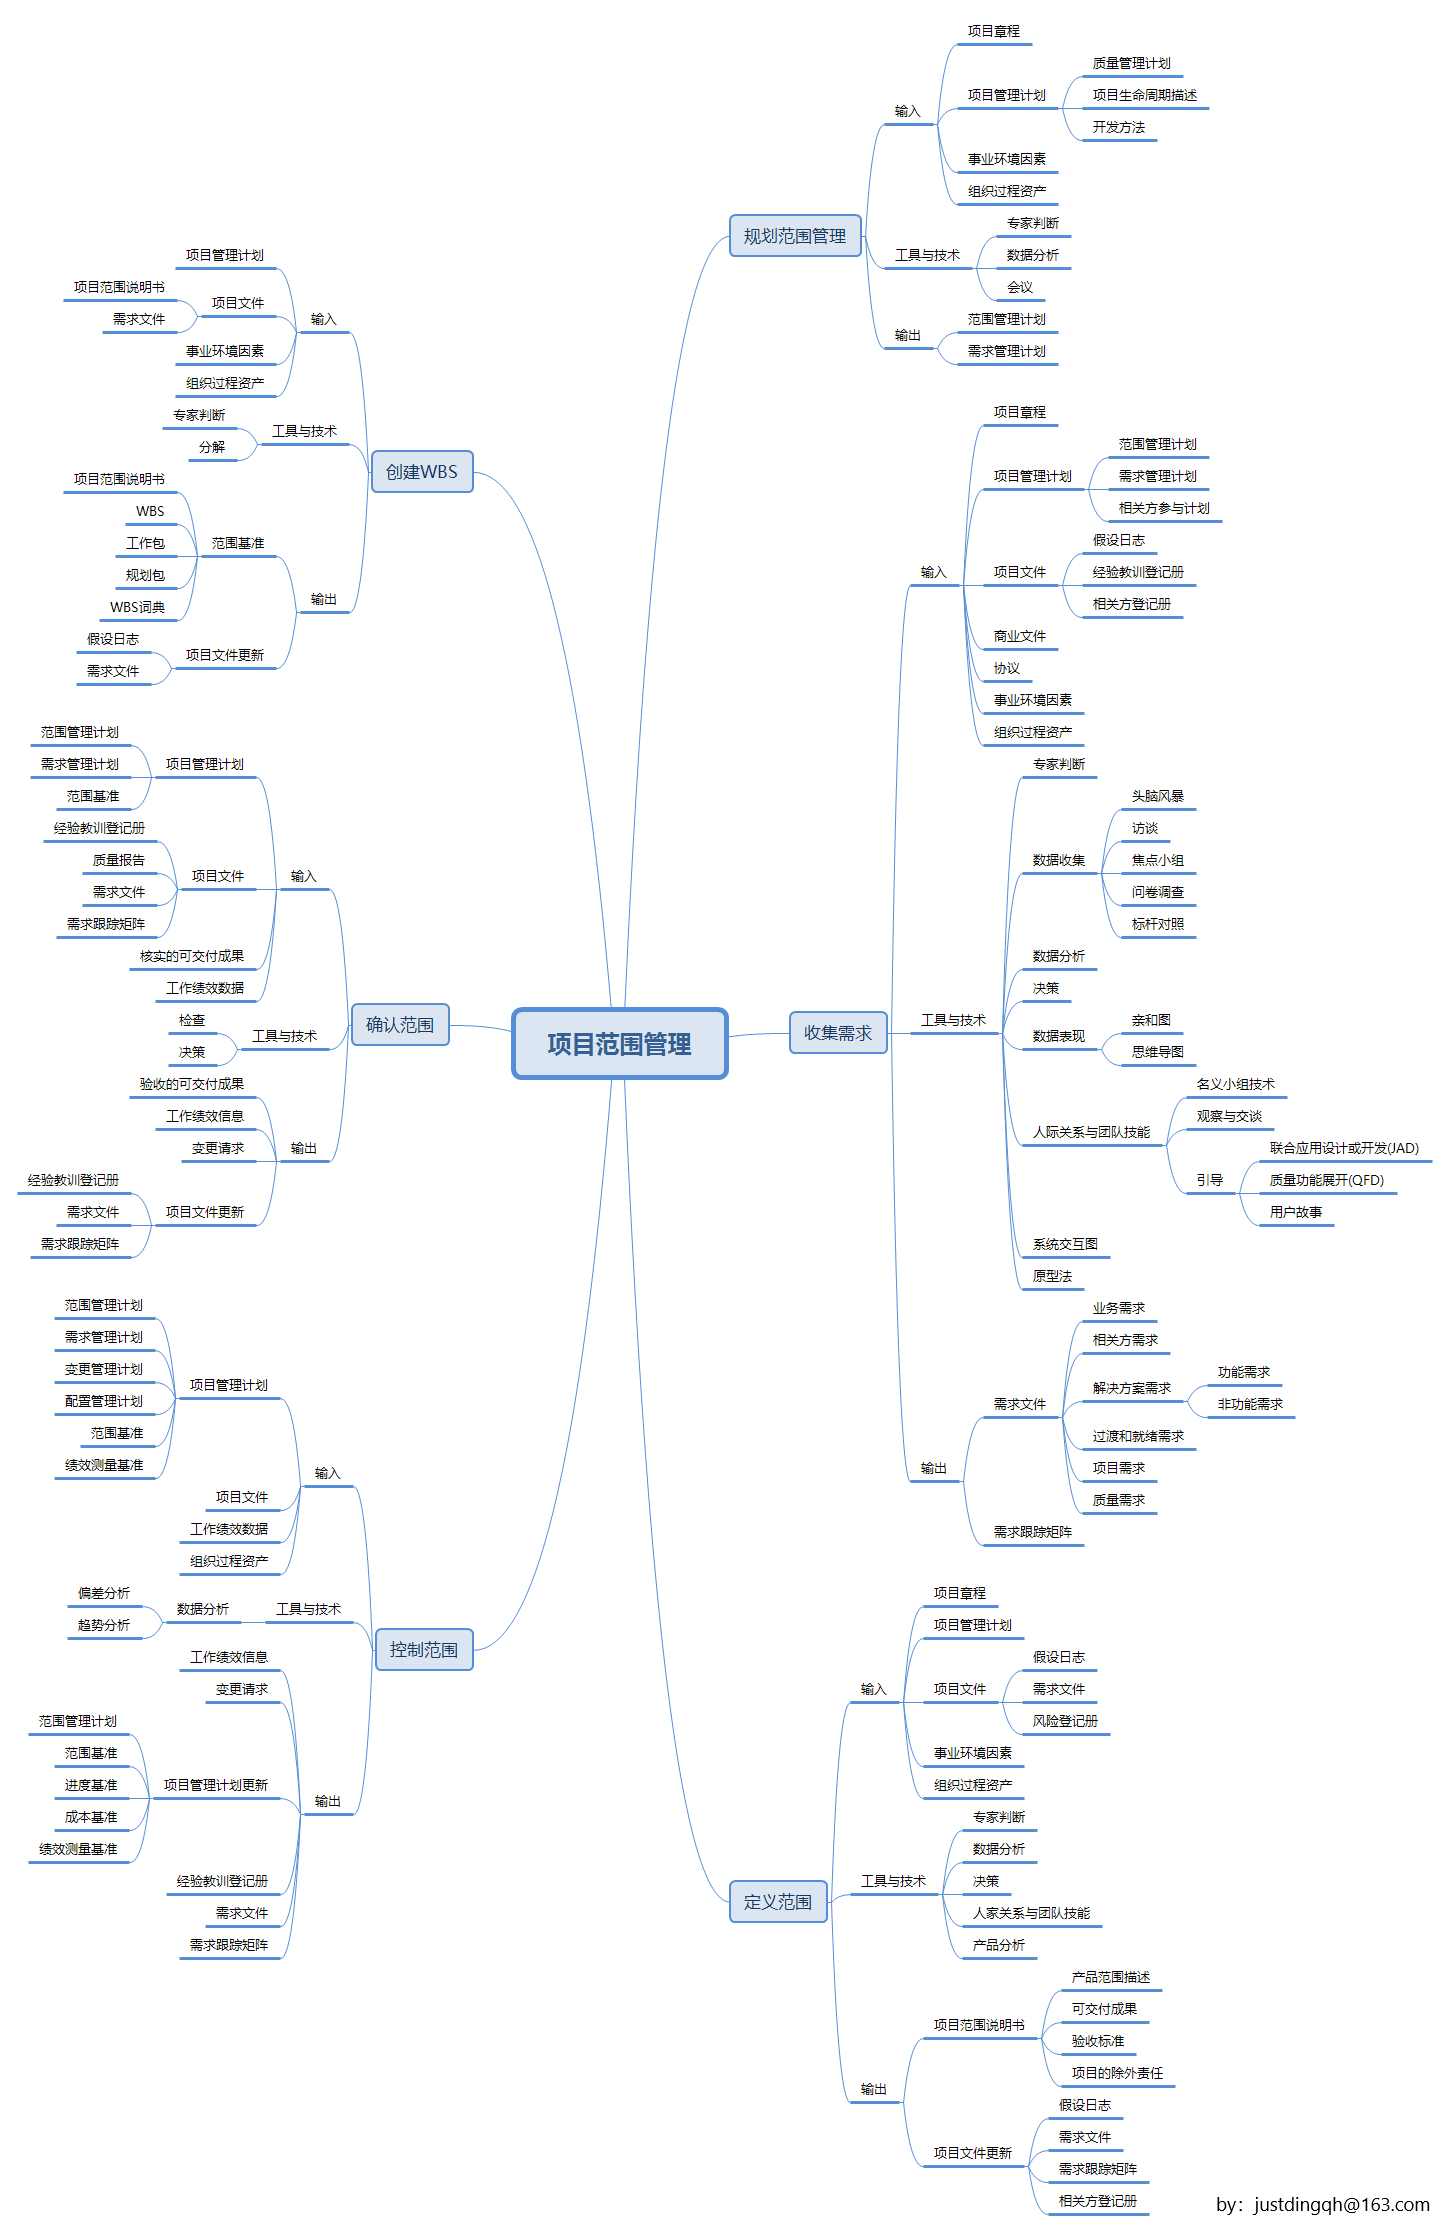 项目范围管理
规划范围管理
输入
项目章程
项目管理计划
质量管理计划
项目生命周期描述
开发方法
事业环境因素
组织过程资产
工具与技术
专家判断
数据分析
会议
输出
范围管理计划
需求管理计划
收集需求
输入
项目章程
项目管理计划
范围管理计划
需求管理计划
相关方参与计划
项目文件
假设日志
经验教训登记册
相关方登记册
商业文件
协议
事业环境因素
组织过程资产
工具与技术
专家判断
数据收集
头脑风暴
访谈
焦点小组
问卷调查
标杆对照
数据分析
决策
数据表现
亲和图
思维导图
人际关系与团队技能
名义小组技术
观察与交谈
引导
联合应用设计或开发(JAD)
质量功能展开(QFD)
用户故事
系统交互图
原型法
输出
需求文件
业务需求
相关方需求
解决方案需求
功能需求
非功能需求
过渡和就绪需求
项目需求
质量需求
需求跟踪矩阵
定义范围
输入
项目章程
项目管理计划
项目文件
假设日志
需求文件
风险登记册
事业环境因素
组织过程资产
工具与技术
专家判断
数据分析
决策
人家关系与团队技能
产品分析
输出
项目范围说明书
产品范围描述
可交付成果
验收标准
项目的除外责任
项目文件更新
假设日志
需求文件
需求跟踪矩阵
相关方登记册
创建WBS
输入
项目管理计划
项目文件
项目范围说明书
需求文件
事业环境因素
组织过程资产
工具与技术
专家判断
分解
输出
范围基准
项目范围说明书
WBS
工作包
规划包
WBS词典
项目文件更新
假设日志
需求文件
确认范围
输入
项目管理计划
范围管理计划
需求管理计划
范围基准
项目文件
经验教训登记册
质量报告
需求文件
需求跟踪矩阵
核实的可交付成果
工作绩效数据
工具与技术
检查
决策
输出
验收的可交付成果
工作绩效信息
变更请求
项目文件更新
经验教训登记册
需求文件
需求跟踪矩阵
控制范围
输入
项目管理计划
范围管理计划
需求管理计划
变更管理计划
配置管理计划
范围基准
绩效测量基准
项目文件
工作绩效数据
组织过程资产
工具与技术
数据分析
偏差分析
趋势分析
输出
工作绩效信息
变更请求
项目管理计划更新
范围管理计划
范围基准
进度基准
成本基准
绩效测量基准
经验教训登记册
需求文件
需求跟踪矩阵
by：justdingqh@163.com